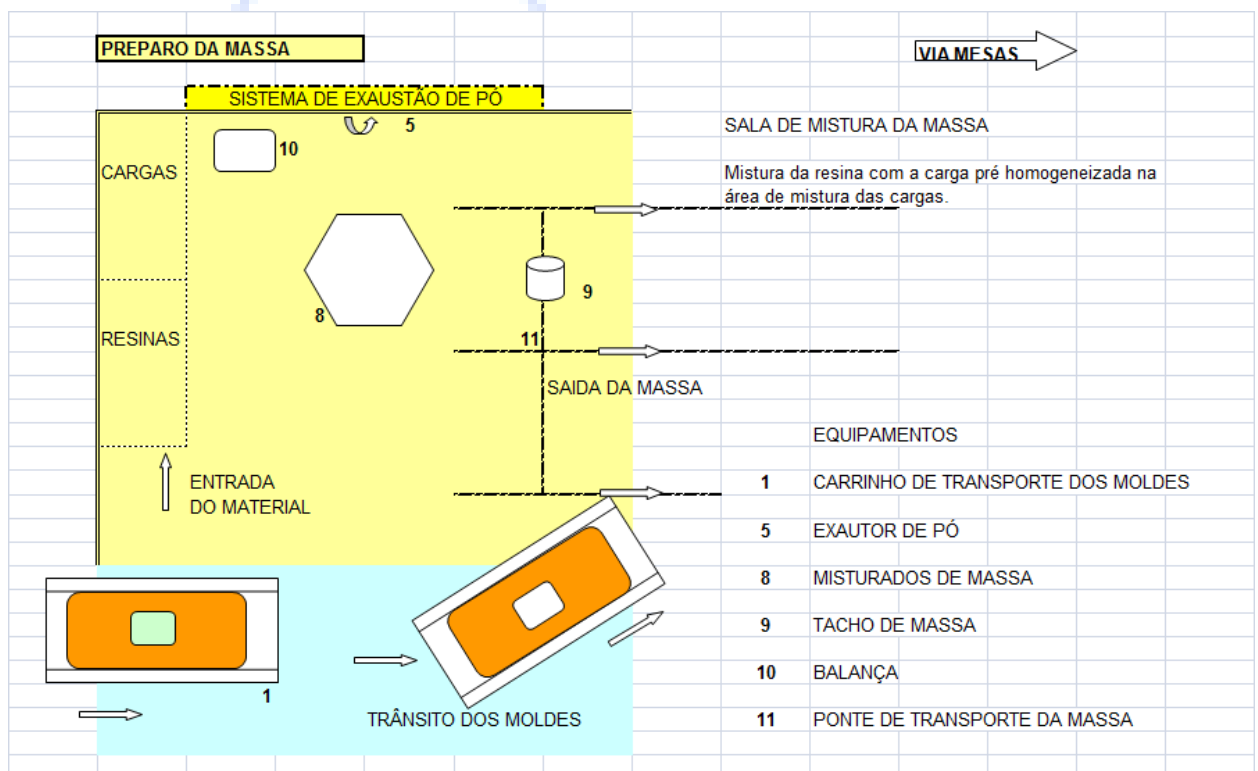 PREPARO DA MASSA
VIA MESAS
SISTEMA DE EXAUSTÃO DE PÓ
5
10
CARGAS
SALA DE MISTURA DA MASSA
Mistura da resina com a carga pré homogeneizada na
área de mistura das cargas.
9
8
11
RESINAS
SAIDA DA MASSA
ENTRADA
DO MATERIAL
EQUIPAMENTOS
1 CARRINHO DE TRANSPORTE DOS MOLDES
5 EXAUTOR DE PÓ
8 MISTURADOS DE MASSA
9 TACHO DE MASSA
10 BALANÇA
11 PONTE DE TRANSPORTE DA MASSA
1
TRÂNSITO DOS MOLDES